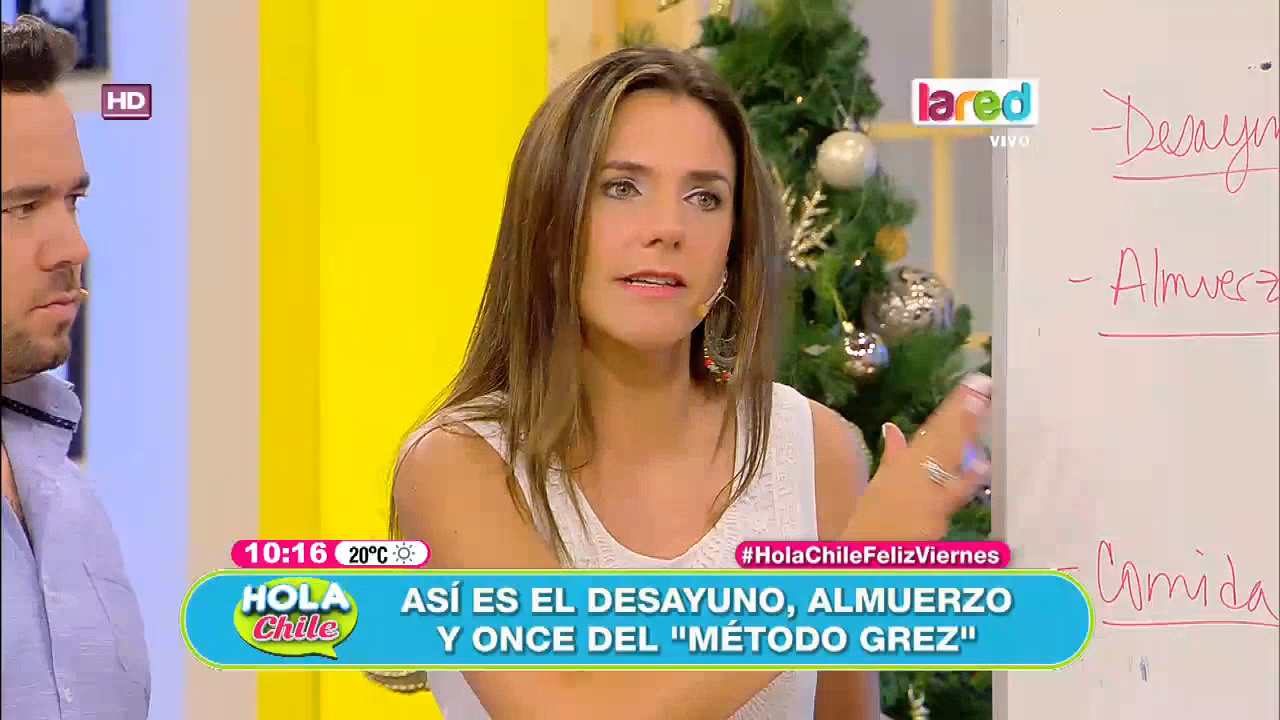 HD
lared
VIVO
-Desayun
-Almuerz
-Comida
10:16 20°C
#HolaChileFelizViernes
HOLA
Chile
ASÍ ES EL DESAYUNO, ALMUERZO
Y ONCE DEL "MÉTODO GREZ"